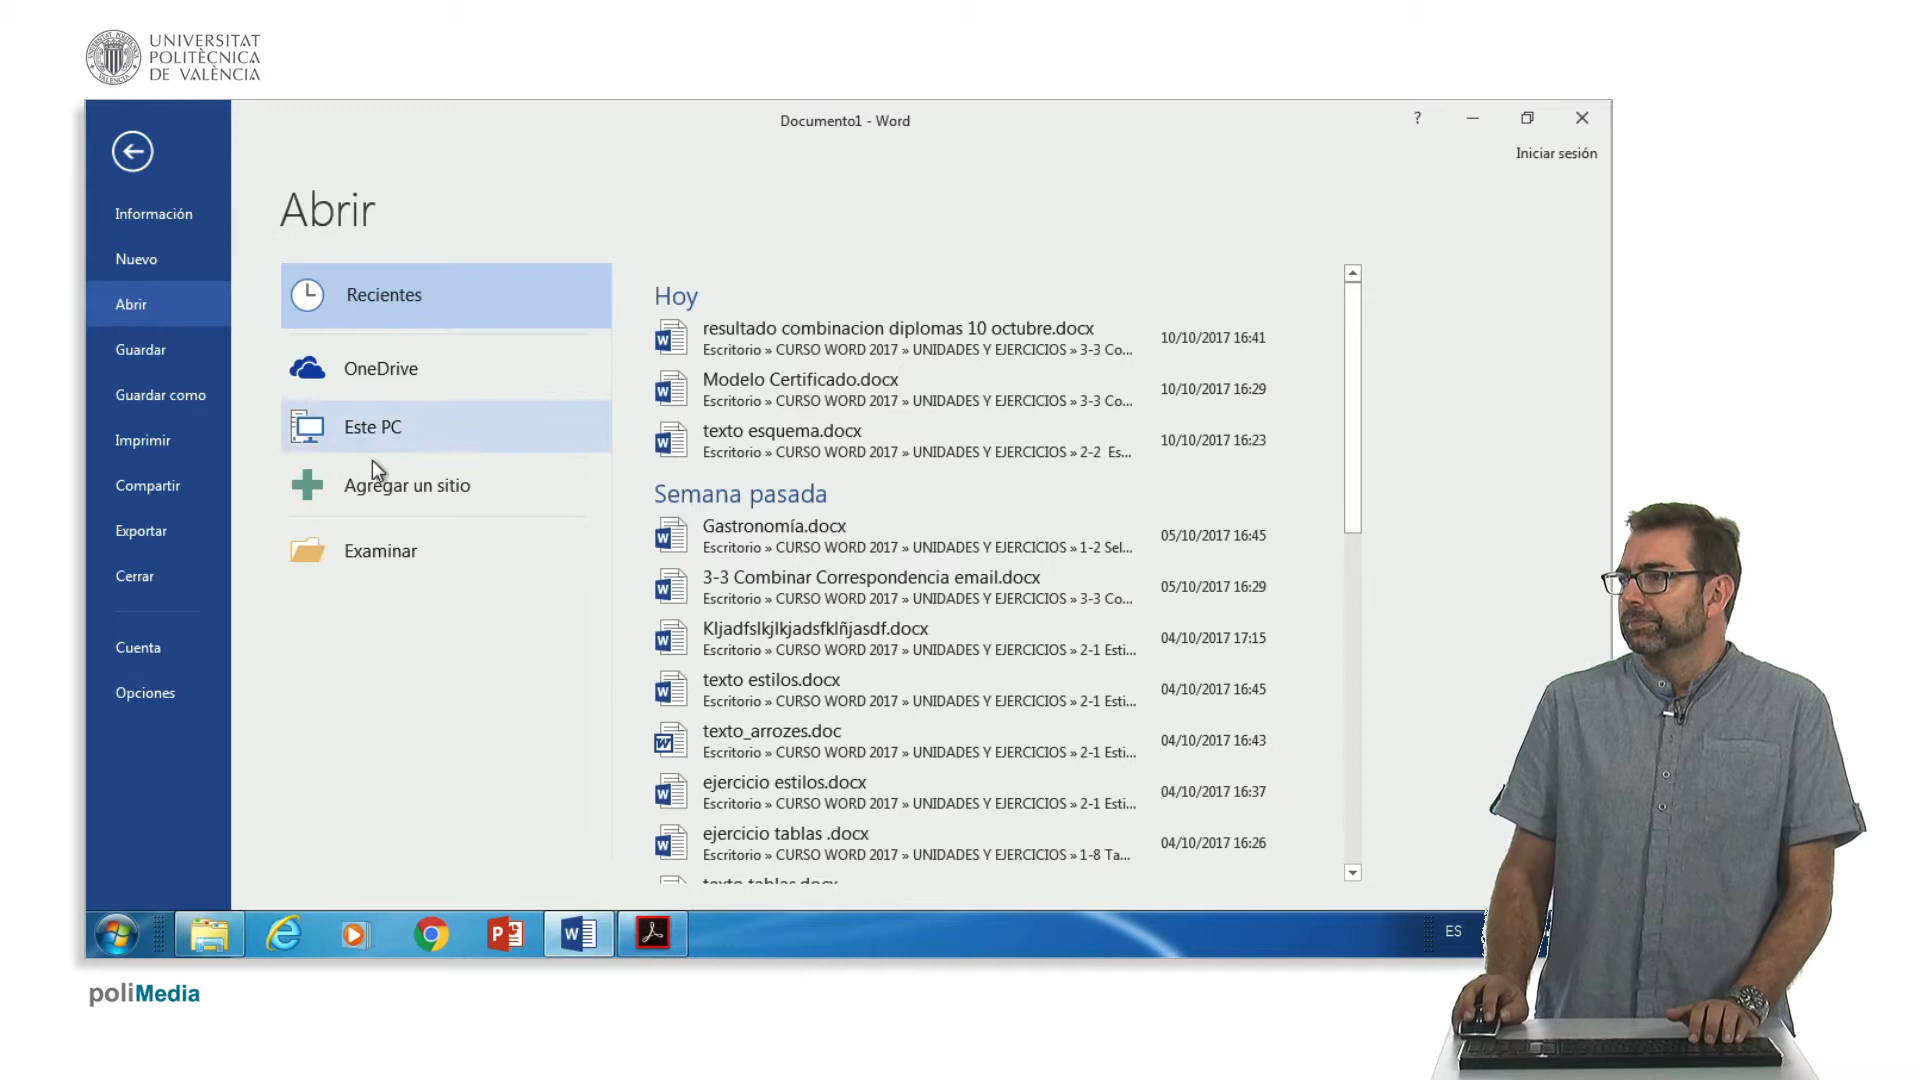 UNIVERSITAT
POLITÈCNICA
DE VALÈNCIA
Documento1 - Word
?
Iniciar sesión
Información
Nuevo
Abrir
Guardar
Guardar como
Imprimir
Compartir
Exportar
Cerrar
Cuenta
Opciones
Abrir
Recientes
OneDrive
Este PC
Agregar un sitio
Examinar
Hoy
resultado combinacion diplomas 10 octubre.docx
Escritorio » CURSO WORD 2017 » UNIDADES Y EJERCICIOS » 3-3 Co...
10/10/2017 16:41
Modelo Certificado.docx
Escritorio » CURSO WORD 2017 » UNIDADES Y EJERCICIOS » 3-3 Co...
10/10/2017 16:29
texto esquema.docx
Escritorio » CURSO WORD 2017 » UNIDADES Y EJERCICIOS » 2-2 Es...
10/10/2017 16:23
Semana pasada
Gastronomía.docx
Escritorio » CURSO WORD 2017 » UNIDADES Y EJERCICIOS » 1-2 Sel...
05/10/2017 16:45
3-3 Combinar Correspondencia email.docx
Escritorio » CURSO WORD 2017 » UNIDADES Y EJERCICIOS » 3-3 Co...
05/10/2017 16:29
Kljadfslkjlkjadsfklñjasdf.docx
Escritorio » CURSO WORD 2017 » UNIDADES Y EJERCICIOS » 2-1 Esti...
04/10/2017 17:15
texto estilos.docx
Escritorio » CURSO WORD 2017 » UNIDADES Y EJERCICIOS » 2-1 Esti...
04/10/2017 16:45
texto_arrozes.doc
Escritorio » CURSO WORD 2017 » UNIDADES Y EJERCICIOS » 2-1 Esti...
04/10/2017 16:43
ejercicio estilos.docx
Escritorio » CURSO WORD 2017 » UNIDADES Y EJERCICIOS » 2-1 Esti...
04/10/2017 16:37
ejercicio tablas .docx
Escritorio » CURSO WORD 2017 » UNIDADES Y EJERCICIOS » 1-8 Ta...
04/10/2017 16:26
texto tablas.docx
ES
poliMedia